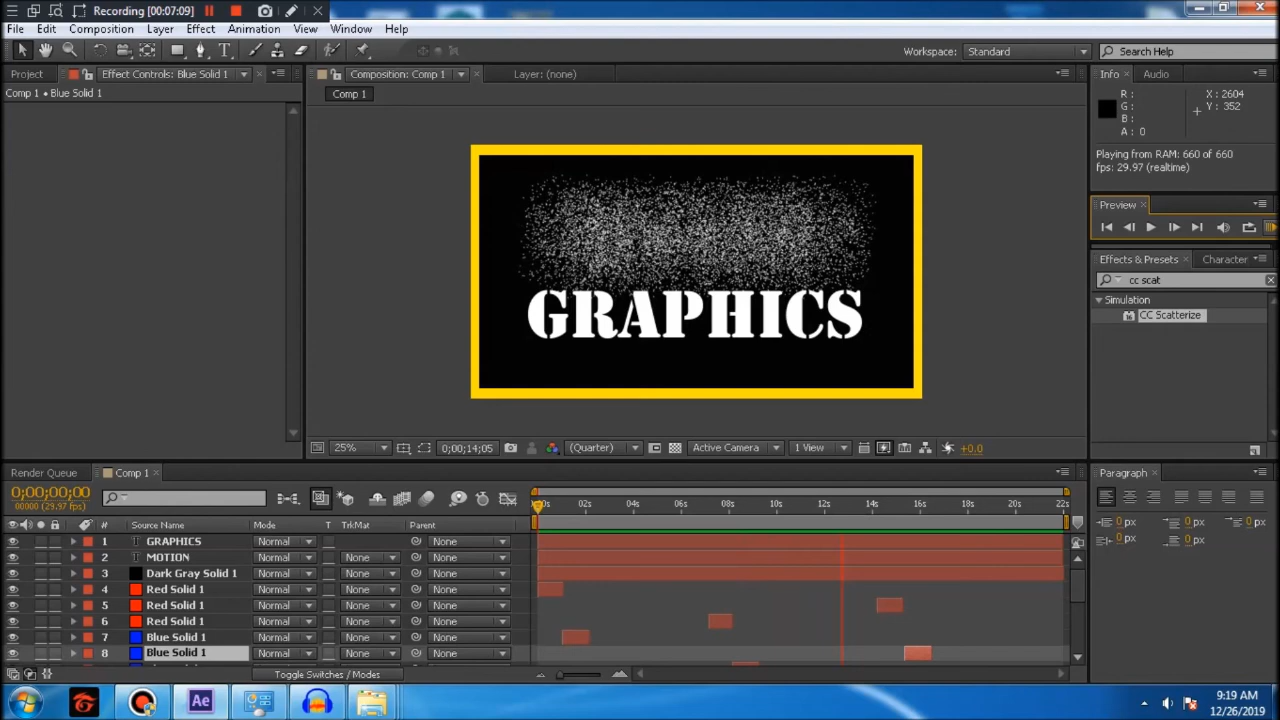 Recording [00:07:09]
File Edit Composition Layer Effect Animation View Window Help
Workspace: Standard Search Help
Project Effect Controls: Blue Solid 1 Composition: Comp 1 Layer: (none) Info Audio
Comp 1 • Blue Solid 1 Comp 1
R : X : 2604
G : Y : 352
B :
A : 0
Playing from RAM: 660 of 660
fps: 29.97 (realtime)
Preview
Effects & Presets Character
cc scat
Simulation
CC Scatterize
GRAPHICS
25% 0;00;14;05 (Quarter) Active Camera 1 View +0.0
Render Queue Comp 1 Paragraph
0;00;00;00
00000 (29.97 fps)
02s 04s 06s 08s 10s 12s 14s 16s 18s 20s 22s
# Source Name Mode T TrkMat Parent
0 px 0 px 0 px
0 px 0 px
1 T GRAPHICS Normal None
2 T MOTION Normal None None
3 Dark Gray Solid 1 Normal None None
4 Red Solid 1 Normal None None
5 Red Solid 1 Normal None None
6 Red Solid 1 Normal None None
7 Blue Solid 1 Normal None None
8 Blue Solid 1 Normal None None
Toggle Switches / Modes
Ae 9:19 AM
12/26/2019